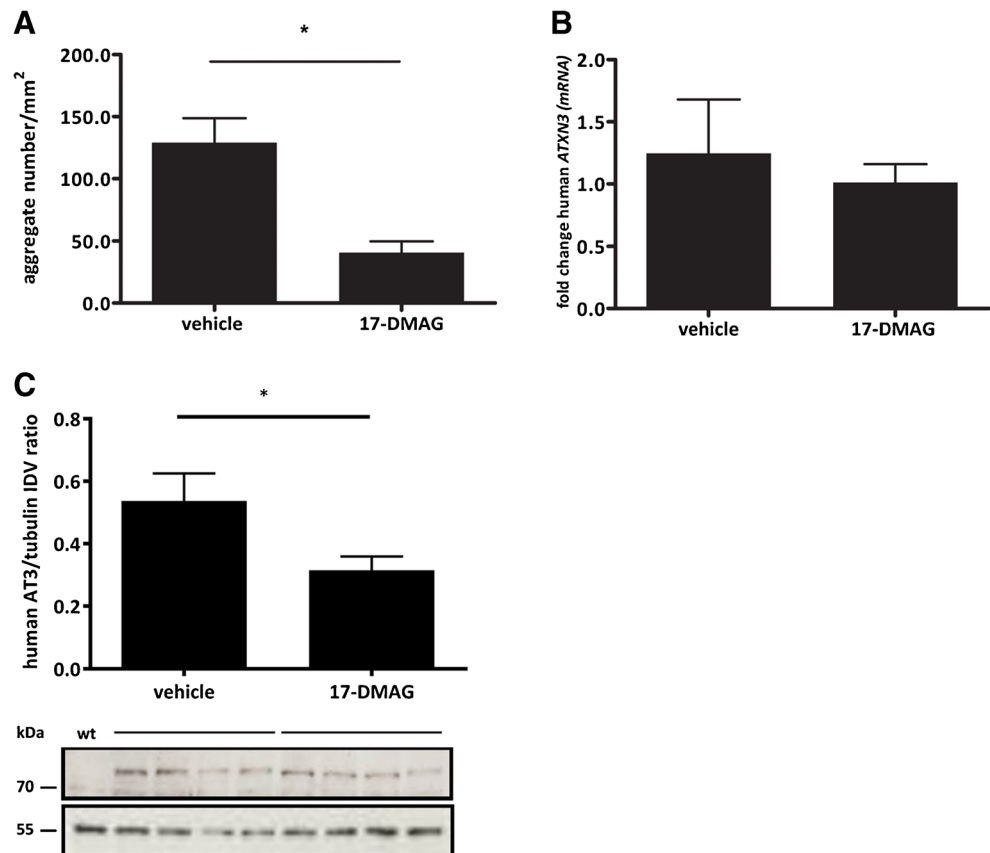 A
*
aggregate number/mm²
200.0
150.0
100.0
50.0
0.0
vehicle 17-DMAG
B
fold change human ATXN3 (mRNA)
2.0
1.5
1.0
0.5
0.0
vehicle 17-DMAG
C
*
human AT3/tubulin IDV ratio
0.8
0.6
0.4
0.2
0.0
vehicle 17-DMAG
kDa wt
70
55